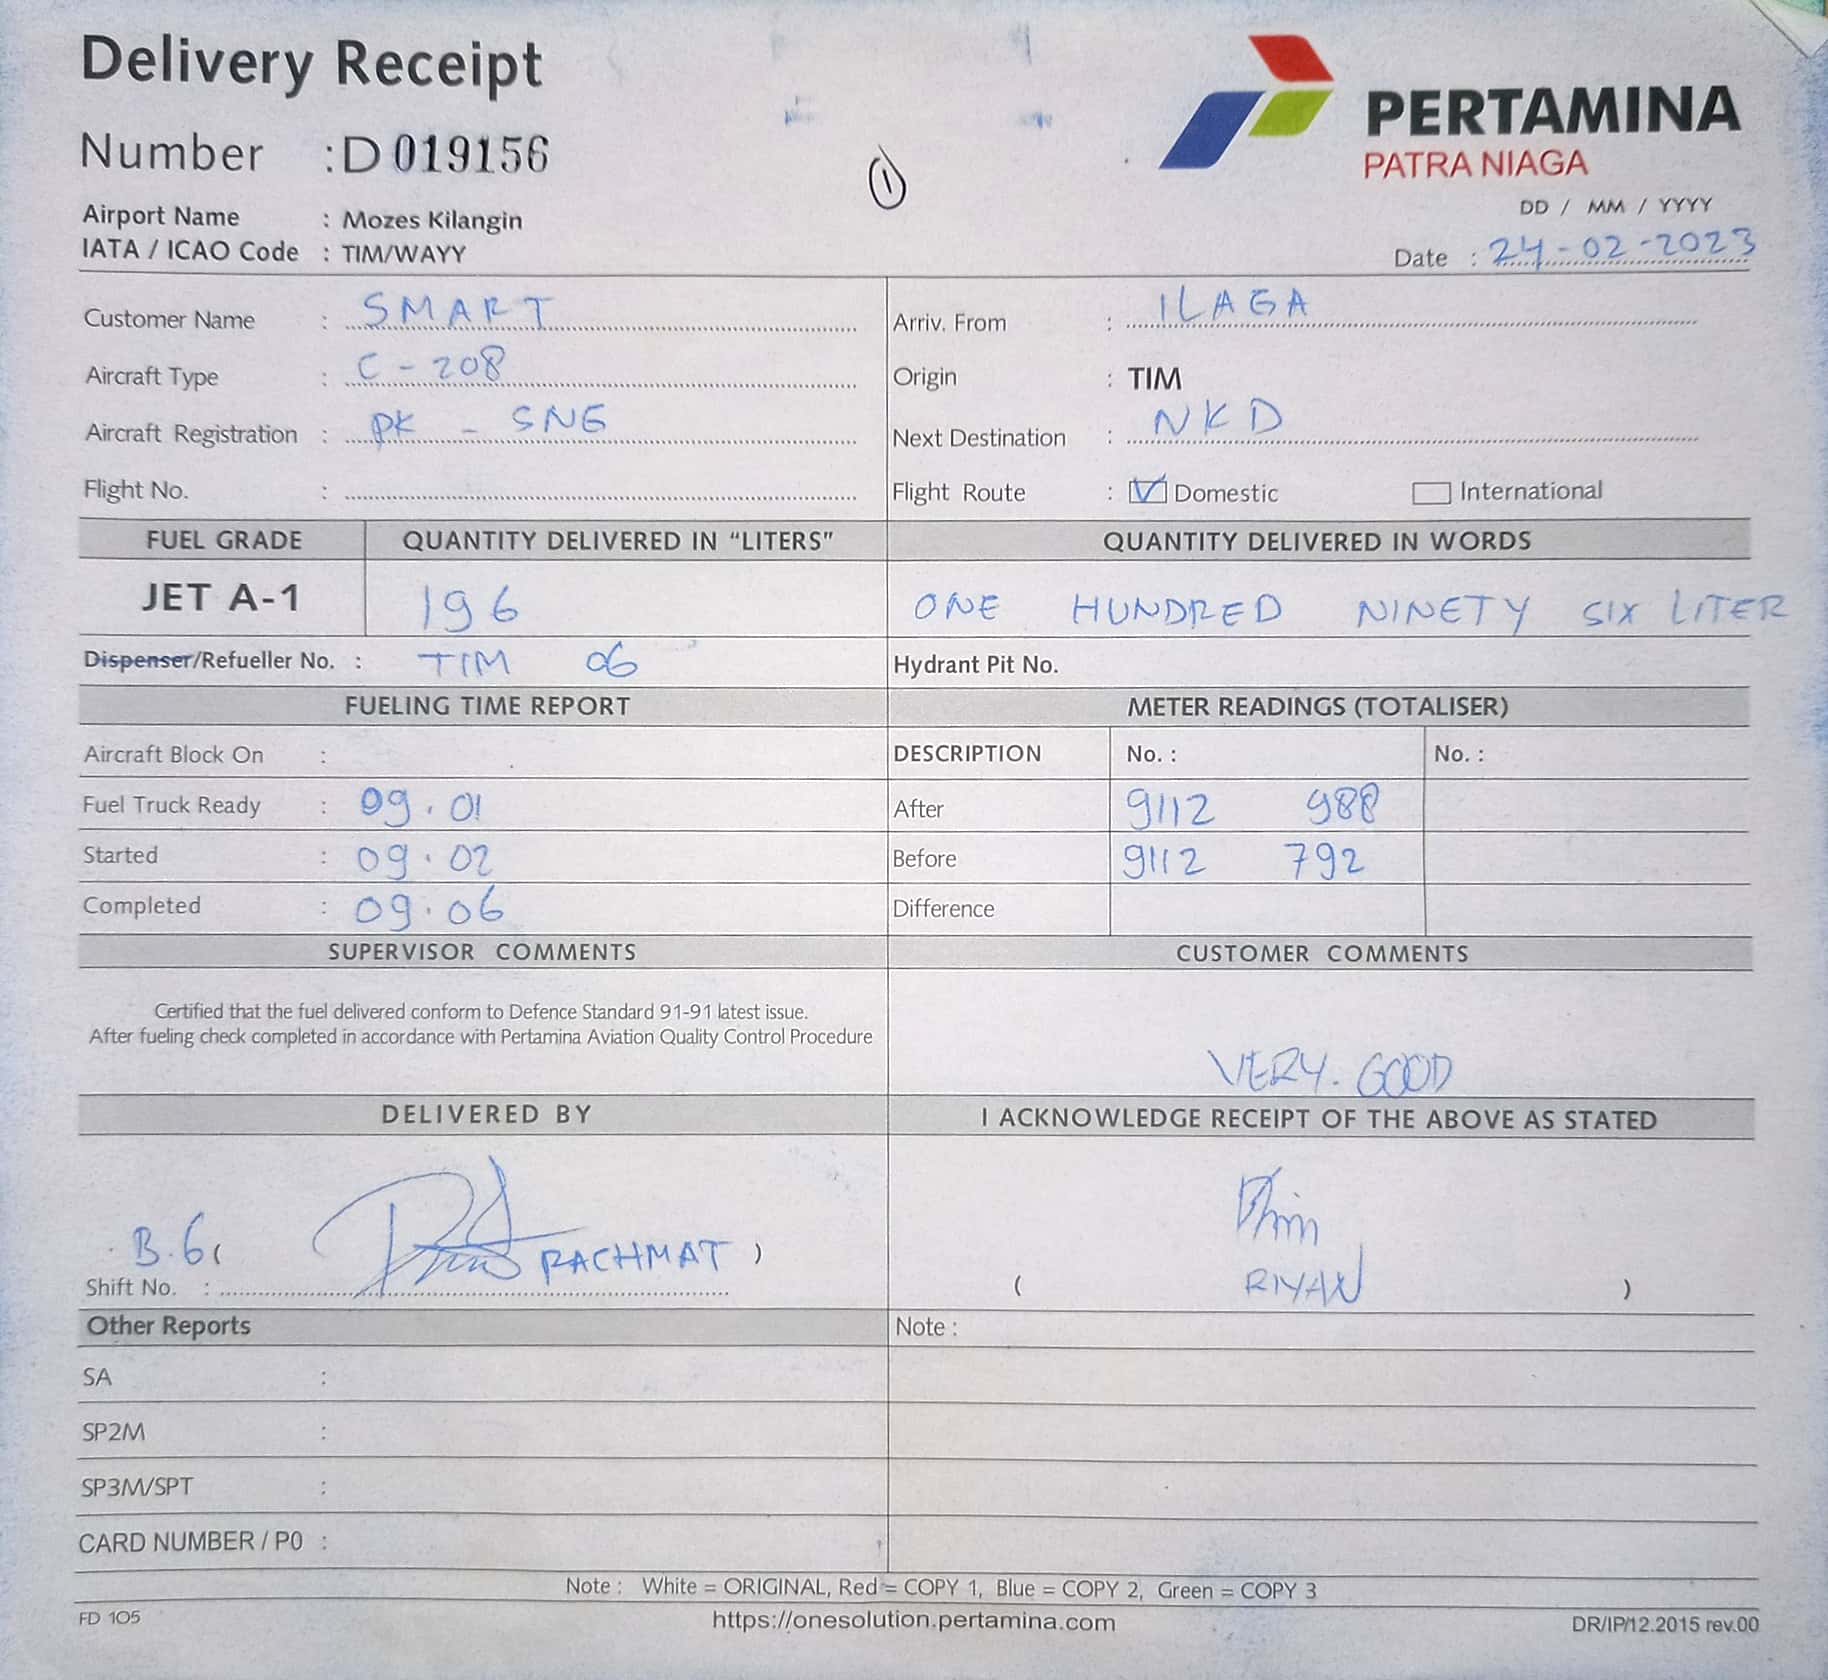 Delivery Receipt
Number : D 019156
1
PERTAMINA
PATRA NIAGA
Airport Name : Mozes Kilangin
IATA / ICAO Code : TIM/WAYY
DD / MM / YYYY
Date : 24-02-2023
Customer Name : SMART
Arriv. From : ILAGA
Aircraft Type : C - 208
Origin : TIM
Aircraft Registration : PK - SNG
Next Destination : NKD
Flight No. :
Flight Route : Domestic International
FUEL GRADE QUANTITY DELIVERED IN "LITERS" QUANTITY DELIVERED IN WORDS
JET A-1 196 ONE HUNDRED NINETY SIX LITER
Dispenser/Refueller No. : TIM 06 Hydrant Pit No.
FUELING TIME REPORT METER READINGS (TOTALISER)
Aircraft Block On : DESCRIPTION No. : No. :
Fuel Truck Ready : 09.01 After 9112 988
Started : 09.02 Before 9112 792
Completed : 09.06 Difference
SUPERVISOR COMMENTS CUSTOMER COMMENTS
Certified that the fuel delivered conform to Defence Standard 91-91 latest issue.
After fueling check completed in accordance with Pertamina Aviation Quality Control Procedure
VERY. GOOD
DELIVERED BY I ACKNOWLEDGE RECEIPT OF THE ABOVE AS STATED
B.6 ( RACHMAT )
Shift No. : ( RIYAN )
Other Reports Note :
SA :
SP2M :
SP3M/SPT :
CARD NUMBER / P0 :
Note : White = ORIGINAL, Red = COPY 1, Blue = COPY 2, Green = COPY 3
FD 105 https://onesolution.pertamina.com DR/IP/12.2015 rev.00